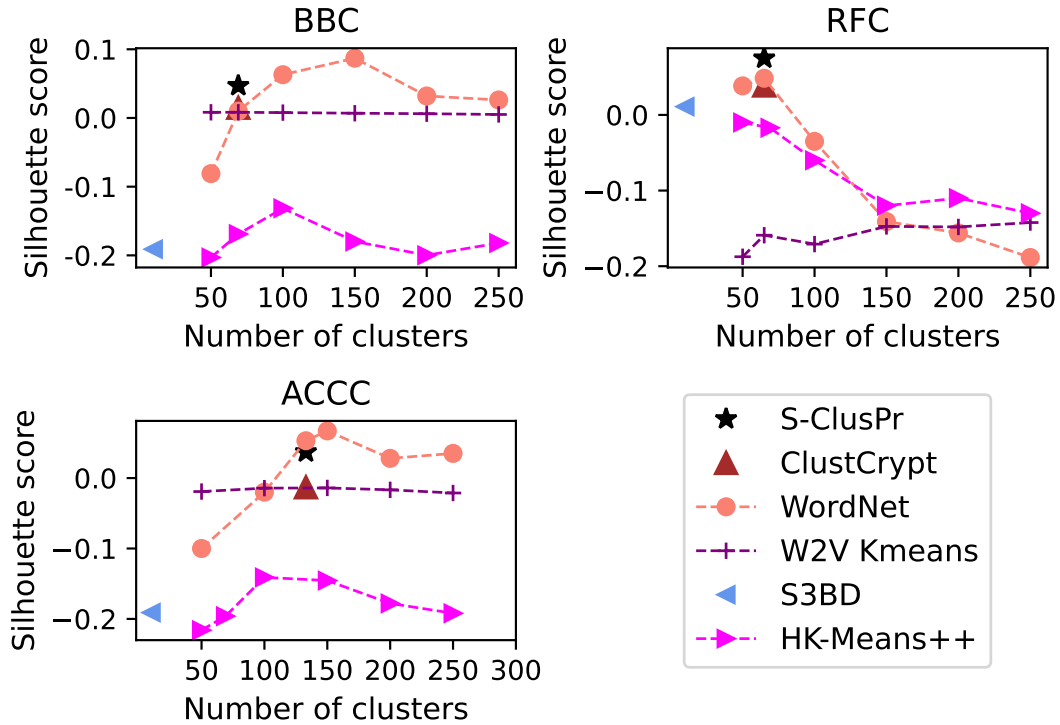 BBC
Silhouette score
0.1
0.0
-0.1
-0.2
50 100 150 200 250
Number of clusters
RFC
Silhouette score
0.0
−0.1
−0.2
50 100 150 200 250
Number of clusters
ACCC
Silhouette score
0.0
−0.1
−0.2
50 100 150 200 250 300
Number of clusters
S-ClusPr
ClustCrypt
WordNet
W2V Kmeans
S3BD
HK-Means++